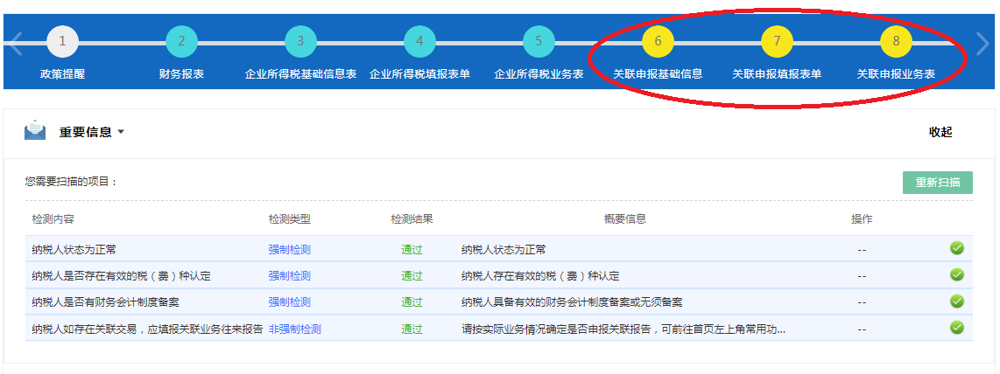 1 2 3 4 5 6 7 8
政策提醒 财务报表 企业所得税基础信息表 企业所得税填报表单 企业所得税业务表 关联申报基础信息 关联申报填报表单 关联申报业务表
重要信息 收起
您需要扫描的项目： 重新扫描
检测内容 检测类型 检测结果 概要信息 操作
纳税人状态为正常 强制检测 通过 纳税人状态为正常 --
纳税人是否存在有效的税（费）种认定 强制检测 通过 纳税人存在有效的税（费）种认定 --
纳税人是否有财务会计制度备案 强制检测 通过 纳税人具备有效的财务会计制度备案或无须备案 --
纳税人如存在关联交易，应填报关联业务往来报告 非强制检测 通过 请按实际业务情况确定是否申报关联报告，可前往首页左上角常用功... --